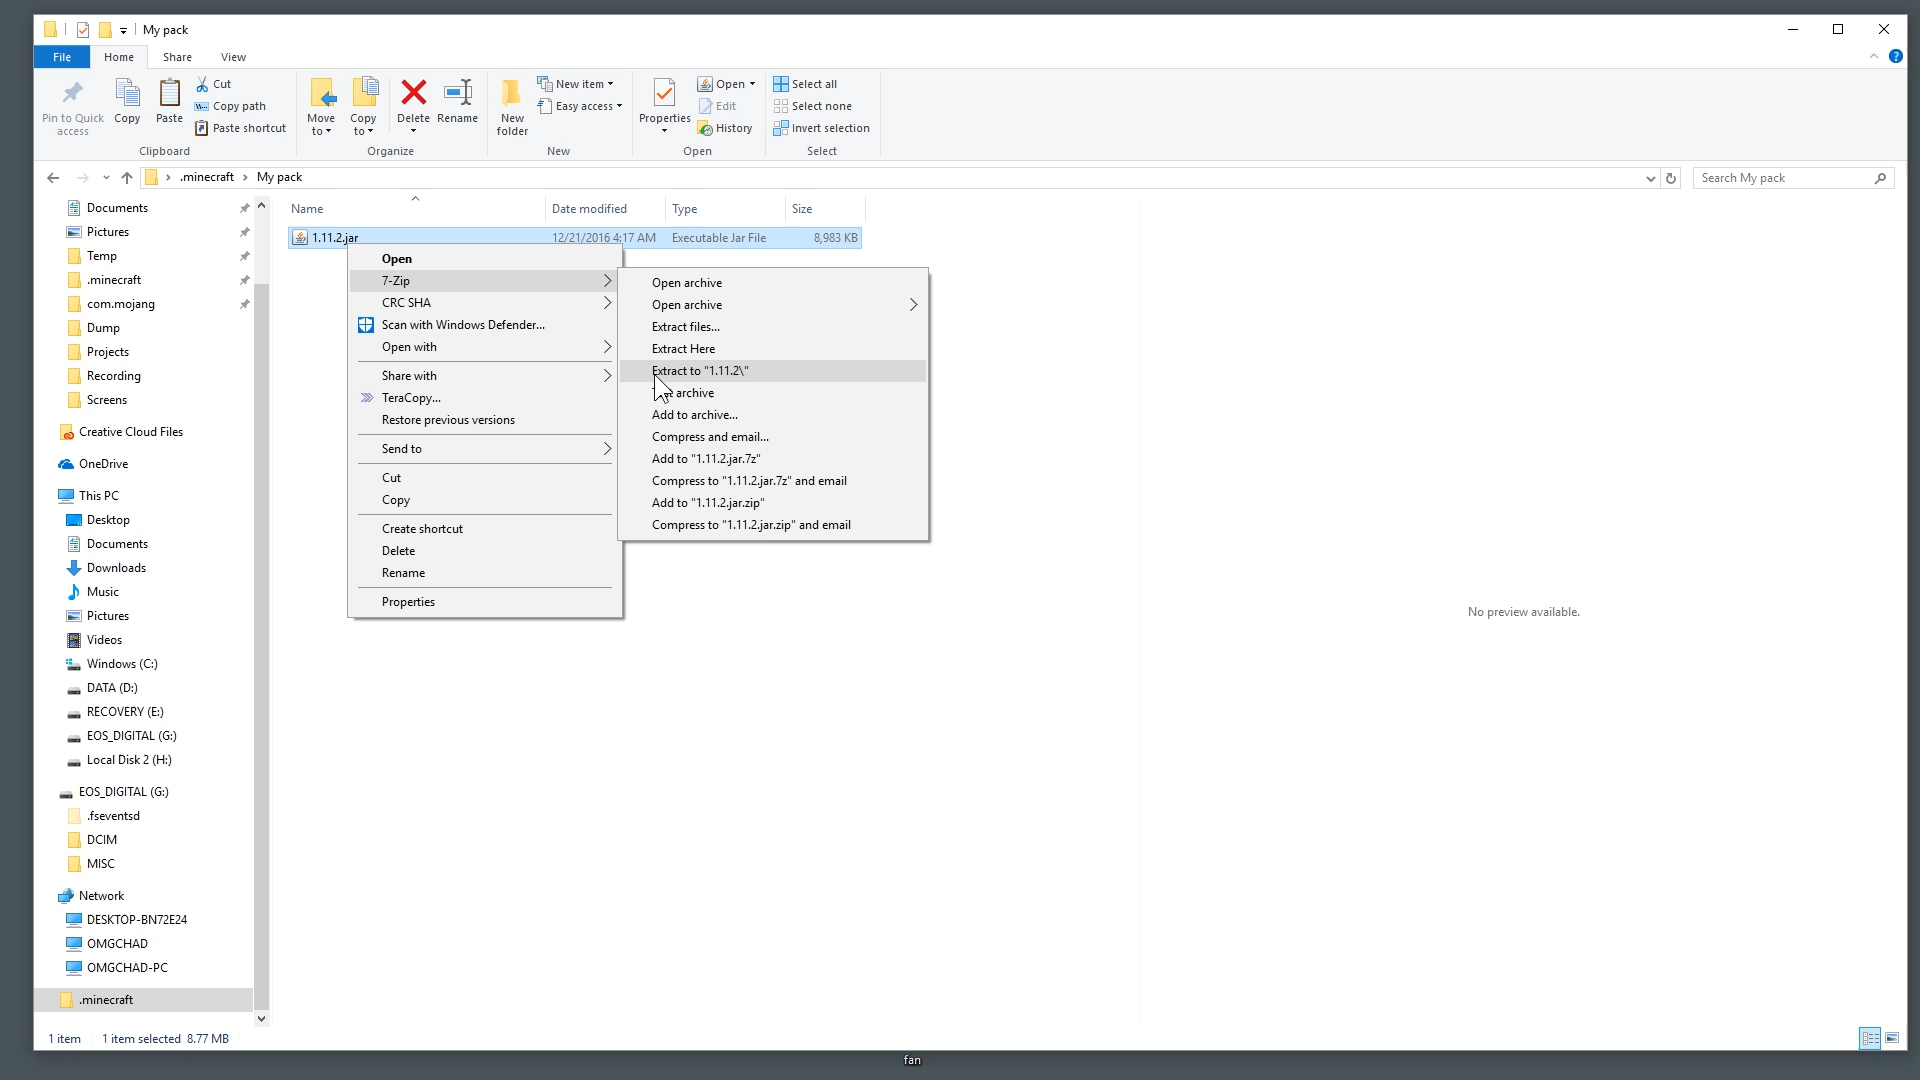 My pack
File Home Share View
Pin to Quick access
Copy
Paste
Cut
Copy path
Paste shortcut
Clipboard
Move to
Copy to
Delete
Rename
Organize
New folder
New item
Easy access
New
Properties
Open
Edit
History
Open
Select all
Select none
Invert selection
Select
.minecraft My pack
Search My pack
Documents
Pictures
Temp
.minecraft
com.mojang
Dump
Projects
Recording
Screens
Creative Cloud Files
OneDrive
This PC
Desktop
Documents
Downloads
Music
Pictures
Videos
Windows (C:)
DATA (D:)
RECOVERY (E:)
EOS_DIGITAL (G:)
Local Disk 2 (H:)
EOS_DIGITAL (G:)
.fseventsd
DCIM
MISC
Network
DESKTOP-BN72E24
OMGCHAD
OMGCHAD-PC
.minecraft
Name Date modified Type Size
1.11.2.jar 12/21/2016 4:17 AM Executable Jar File 8,983 KB
Open
7-Zip
CRC SHA
Scan with Windows Defender...
Open with
Share with
TeraCopy...
Restore previous versions
Send to
Cut
Copy
Create shortcut
Delete
Rename
Properties
Open archive
Open archive
Extract files...
Extract Here
Extract to "1.11.2\"
archive
Add to archive...
Compress and email...
Add to "1.11.2.jar.7z"
Compress to "1.11.2.jar.7z" and email
Add to "1.11.2.jar.zip"
Compress to "1.11.2.jar.zip" and email
No preview available.
1 item 1 item selected 8.77 MB
fan